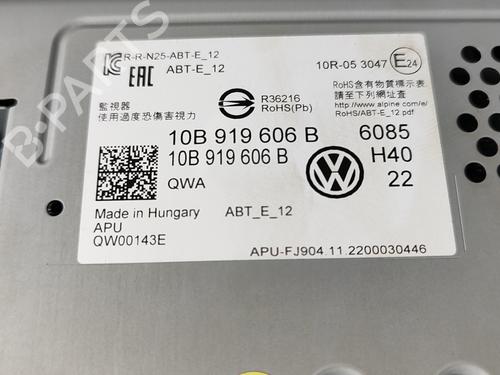 R-R-N25-ABT-E_12
EAC
ABT-E_12
10R-05 3047
E24
監視器
使用過度恐傷害視力
R36216
RoHS(Pb)
RoHS含有物質標示表
請至下列網址查
http://www.alpine.com/e/
RoHS/ABT-E_12.pdf
10B 919 606 B
6085
10B 919 606 B
H40
QWA
22
Made in Hungary
ABT_E_12
APU
QW00143E
APU-FJ904.11.2200030446